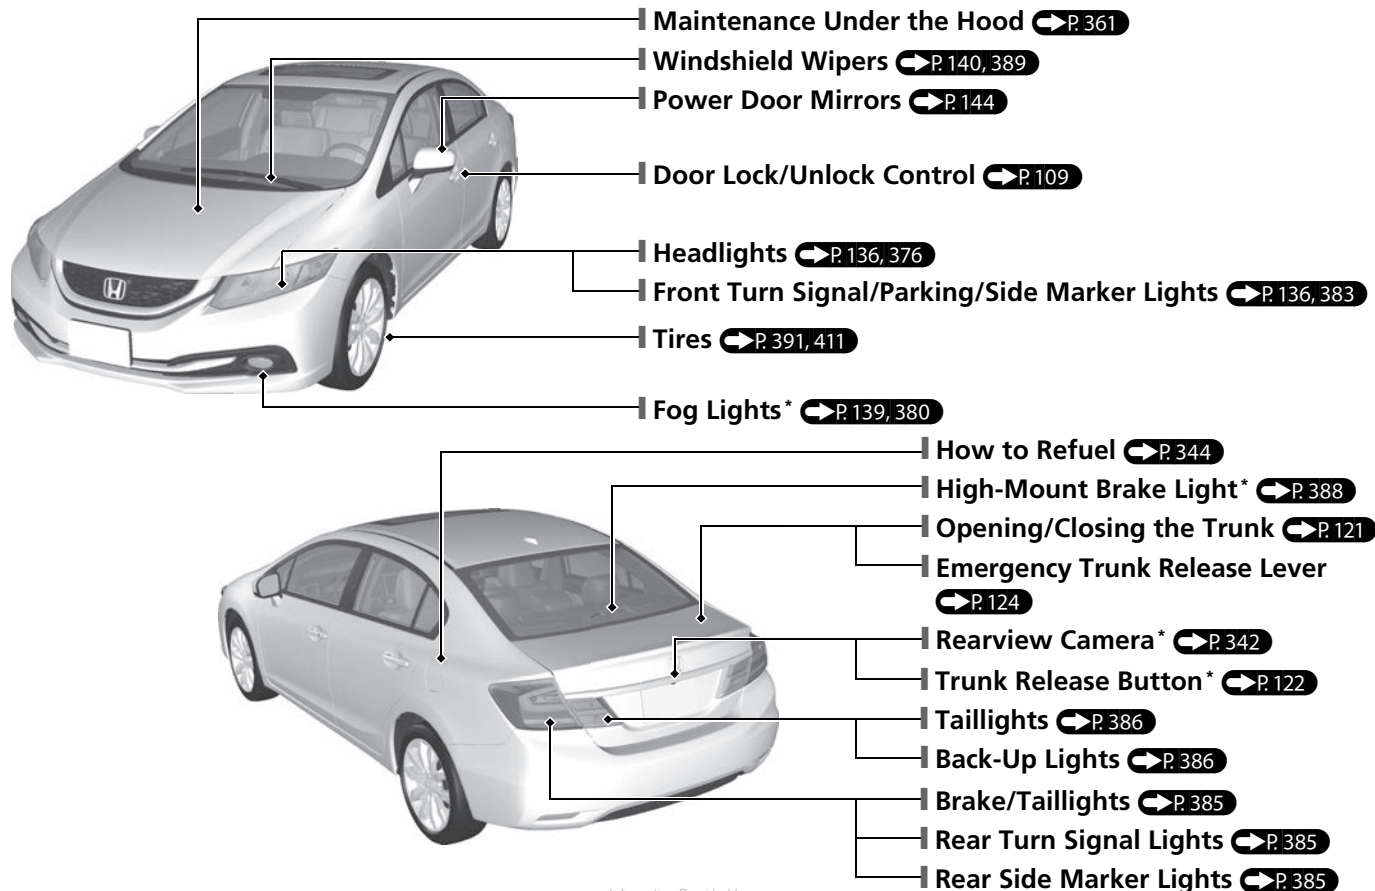 Maintenance Under the Hood P. 361
Windshield Wipers P. 140, 389
Power Door Mirrors P. 144
Door Lock/Unlock Control P. 109
Headlights P. 136, 376
Front Turn Signal/Parking/Side Marker Lights P. 136, 383
Tires P. 391, 411
Fog Lights* P. 139, 380
How to Refuel P. 344
High-Mount Brake Light* P. 388
Opening/Closing the Trunk P. 121
Emergency Trunk Release Lever
P. 124
Rearview Camera* P. 342
Trunk Release Button* P. 122
Taillights P. 386
Back-Up Lights P. 386
Brake/Taillights P. 385
Rear Turn Signal Lights P. 385
Rear Side Marker Lights P. 385